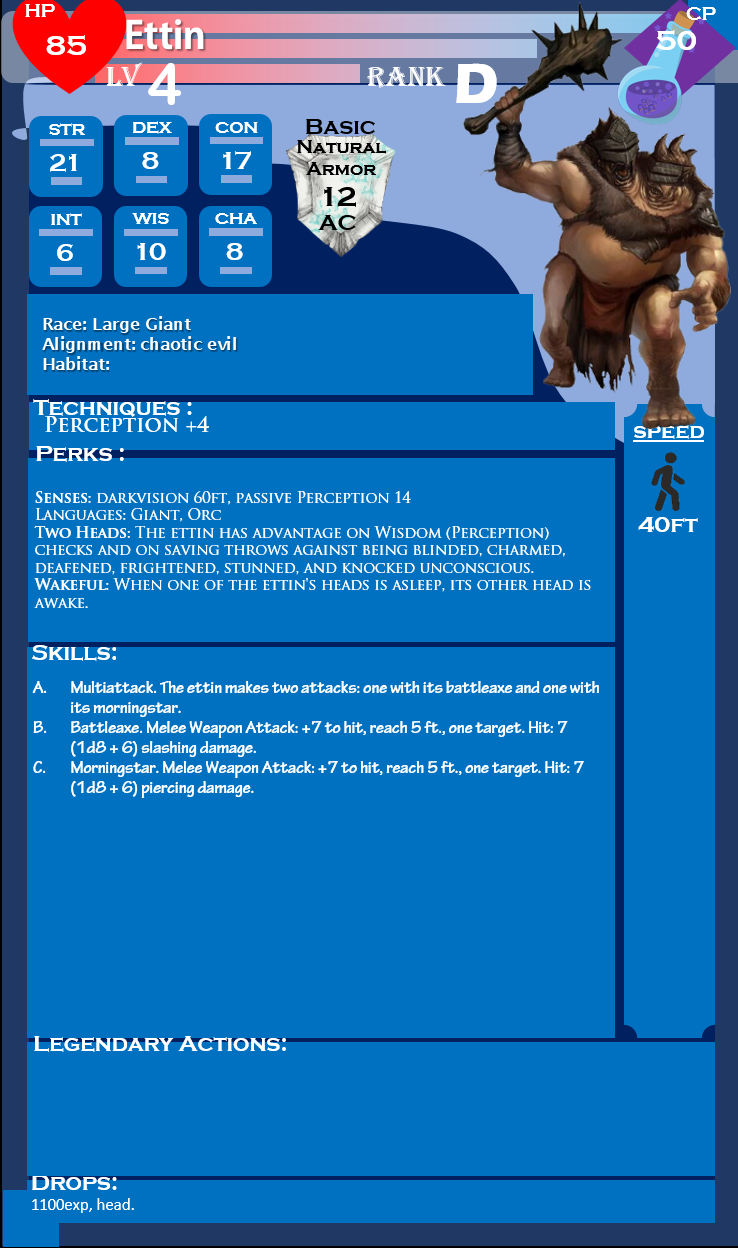 HP
85
Ettin
CP
50
LV 4
RANK D
STR
21
DEX
8
CON
17
INT
6
WIS
10
CHA
8
Basic
Natural
Armor
12
AC
Race: Large Giant
Alignment: chaotic evil
Habitat:
Techniques :
Perception +4
Perks :
Senses: darkvision 60ft, passive Perception 14
Languages: Giant, Orc
Two Heads: The ettin has advantage on Wisdom (Perception)
checks and on saving throws against being blinded, charmed,
deafened, frightened, stunned, and knocked unconscious.
Wakeful: When one of the ettin's heads is asleep, its other head is
awake.
SPEED
40FT
Skills:
A. Multiattack. The ettin makes two attacks: one with its battleaxe and one with
its morningstar.
B. Battleaxe. Melee Weapon Attack: +7 to hit, reach 5 ft., one target. Hit: 7
(1d8 + 6) slashing damage.
C. Morningstar. Melee Weapon Attack: +7 to hit, reach 5 ft., one target. Hit: 7
(1d8 + 6) piercing damage.
Legendary Actions:
Drops:
1100exp, head.